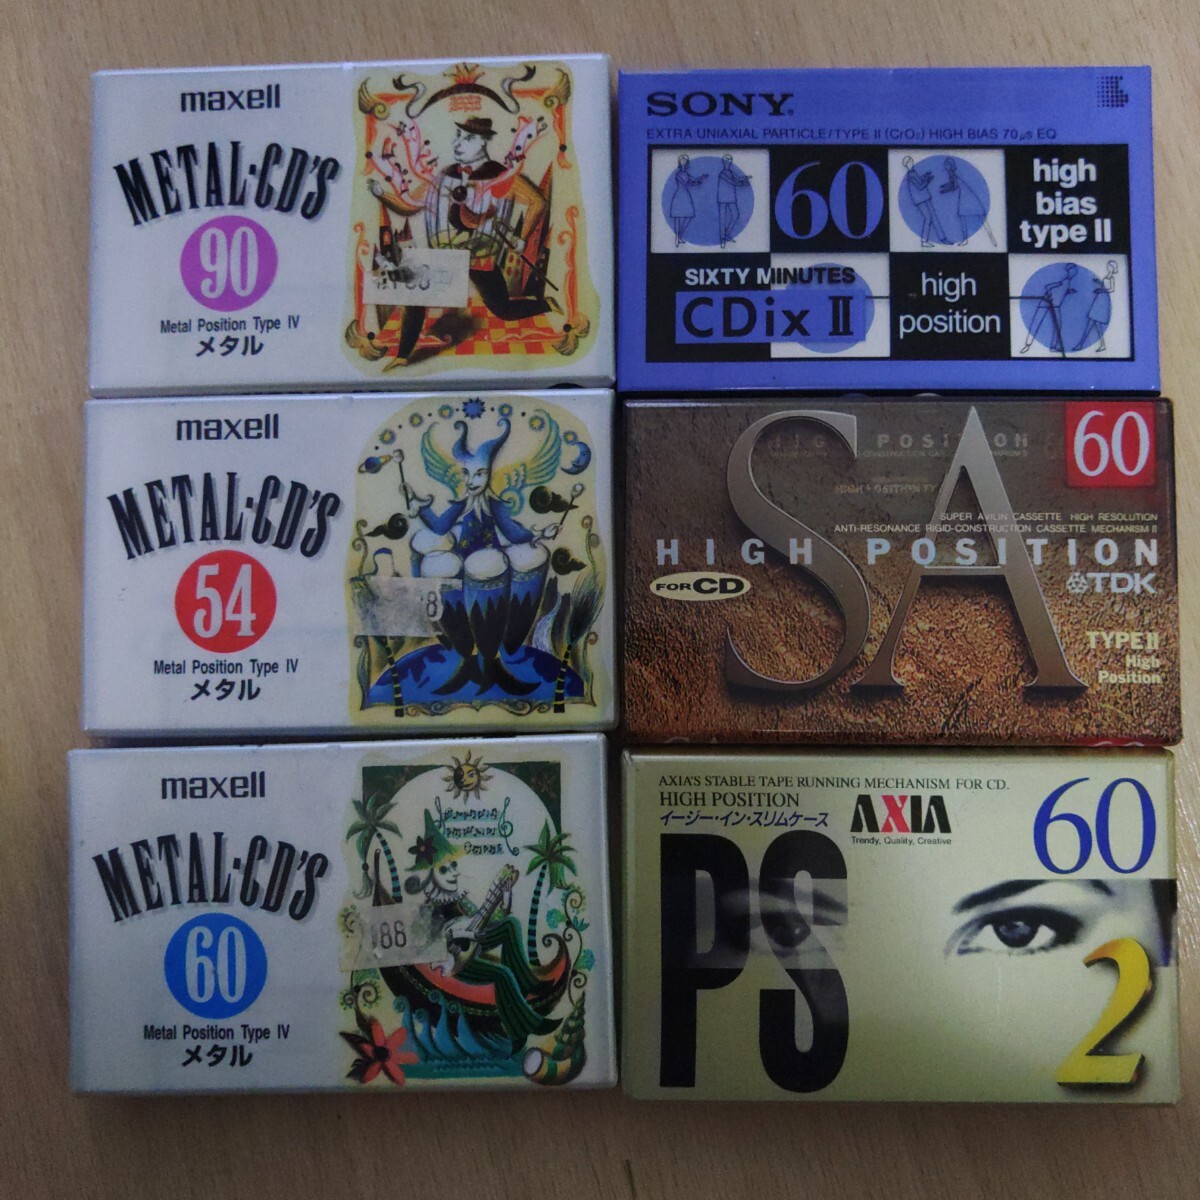 maxell
METAL·CD'S
90
Metal Position Type IV
メタル
SONY
EXTRA UNIAXIAL PARTICLE/TYPE II (CrO₂) HIGH BIAS 70 µs EQ
60
high
bias
type II
SIXTY MINUTES
CDix II
high
position
maxell
METAL·CD'S
54
Metal Position Type IV
メタル
8
SA
60
SUPER AVILIN CASSETTE HIGH RESOLUTION
ANTI-RESONANCE RIGID-CONSTRUCTION CASSETTE MECHANISM II
HIGH POSITION
FOR CD
TDK
TYPE II
High
Position
maxell
METAL·CD'S
60
Metal Position Type IV
メタル
88
AXIA'S STABLE TAPE RUNNING MECHANISM FOR CD.
HIGH POSITION
イージー・イン・スリムケース
AXIA
Trendy, Quality, Creative
60
PS
2